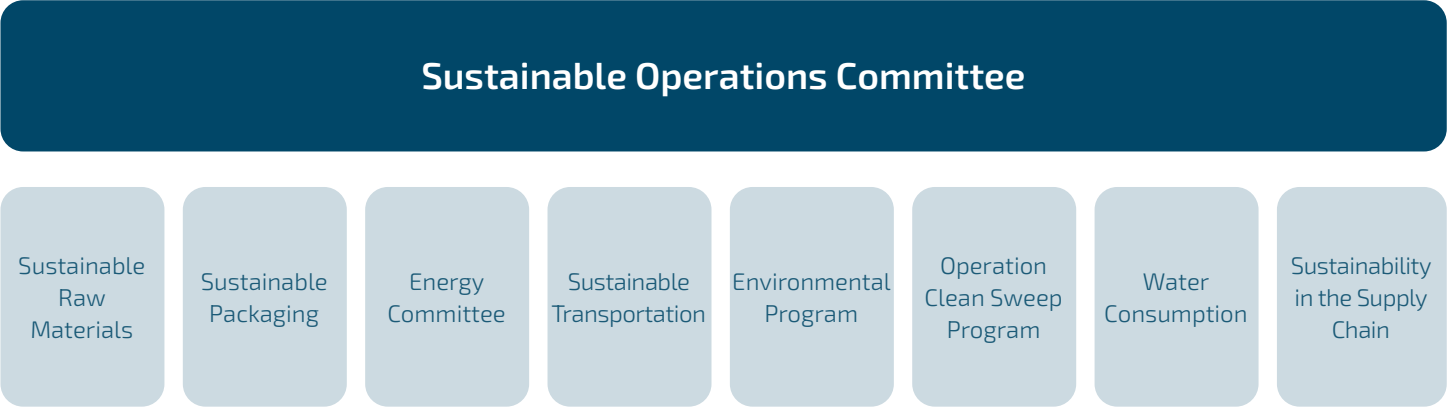 Sustainable Operations Committee
Sustainable
Raw
Materials
Sustainable
Packaging
Energy
Committee
Sustainable
Transportation
Environmental
Program
Operation
Clean Sweep
Program
Water
Consumption
Sustainability
in the Supply
Chain